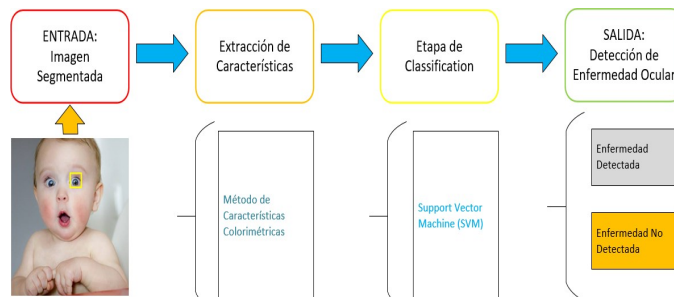 ENTRADA:
Imagen
Segmentada
Extracción de
Características
Etapa de
Classification
SALIDA:
Detección de
Enfermedad Ocular
Método de
Características
Colorimétricas
Support Vector
Machine (SVM)
Enfermedad
Detectada
Enfermedad No
Detectada